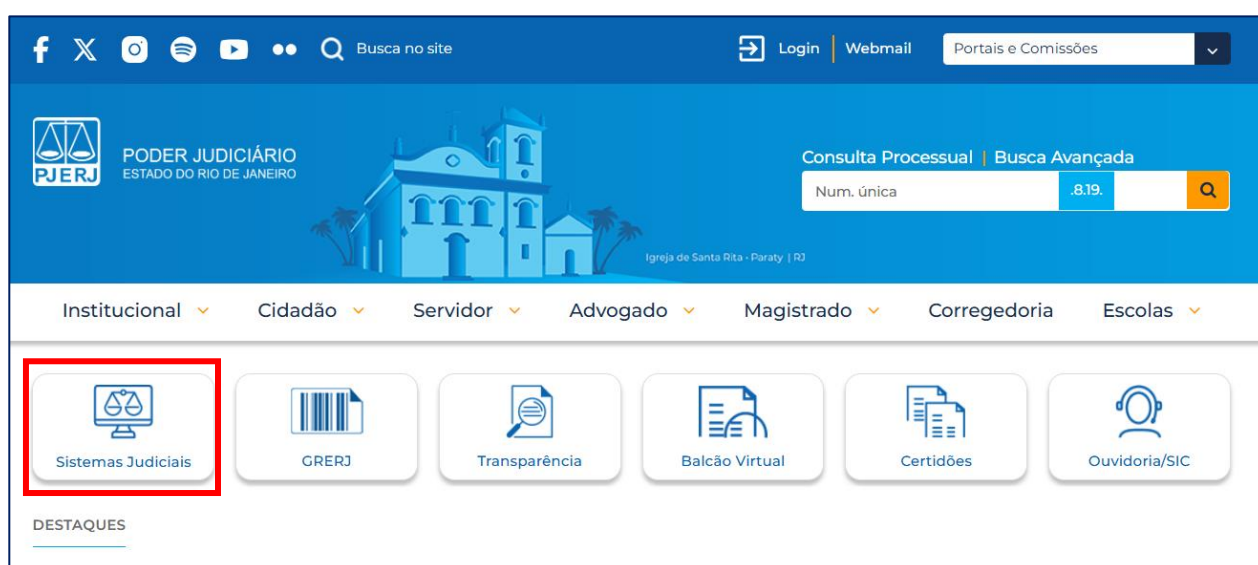 Busca no site
Login | Webmail
Portais e Comissões
PJERJ
PODER JUDICIÁRIO
ESTADO DO RIO DE JANEIRO
Consulta Processual | Busca Avançada
Num. única
.8.19.
Igreja de Santa Rita - Paraty | RJ
Institucional
Cidadão
Servidor
Advogado
Magistrado
Corregedoria
Escolas
Sistemas Judiciais
GRERJ
Transparência
Balcão Virtual
Certidões
Ouvidoria/SIC
DESTAQUES